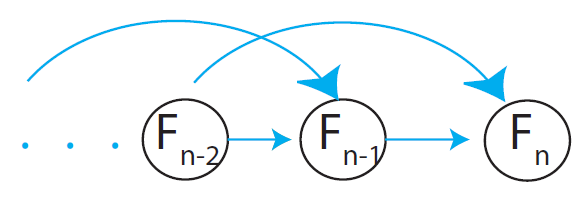 . . . F n-2 F n-1 F n